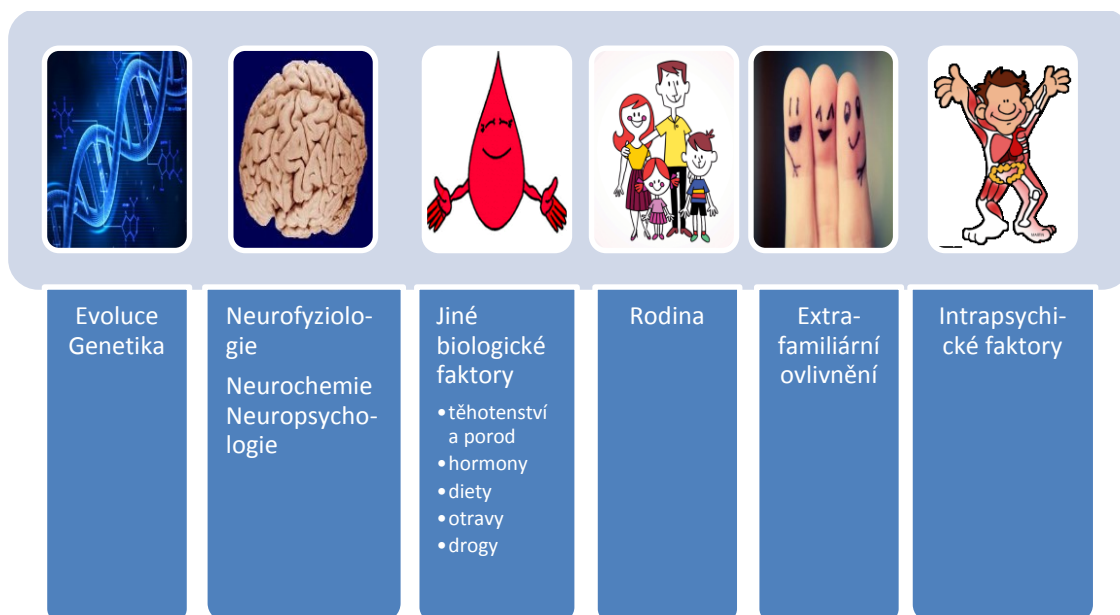 Evoluce
Genetika
Neurofyziolo-
gie
Neurochemie
Neuropsycho-
logie
Jiné
biologické
faktory
•těhotenství
a porod
•hormony
•diety
•otravy
•drogy
Rodina
Extra-
familiární
ovlivnění
Intrapsychi-
cké faktory